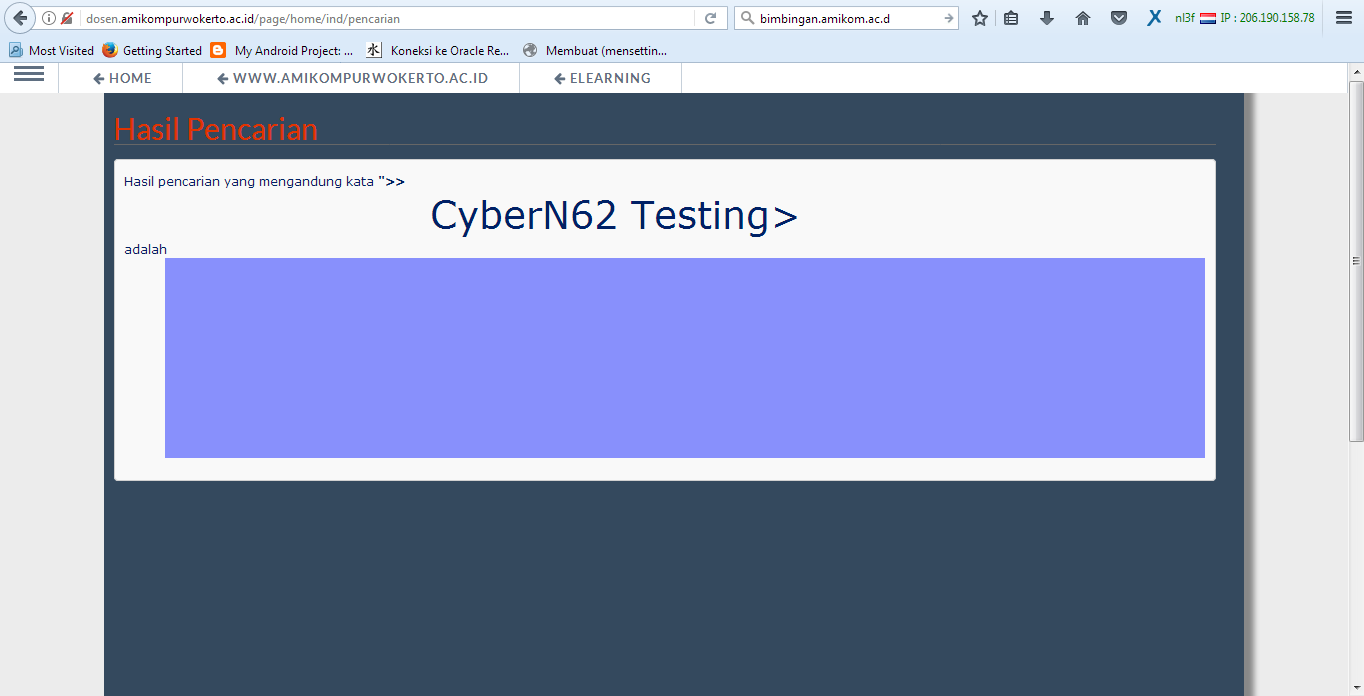 dosen.amikompurwokerto.ac.id/page/home/ind/pencarian
bimbingan.amikom.ac.d
nl3f IP : 206.190.158.78
Most Visited Getting Started My Android Project: ... Koneksi ke Oracle Re... Membuat (mensettin...
HOME WWW.AMIKOMPURWOKERTO.AC.ID ELEARNING
Hasil Pencarian
Hasil pencarian yang mengandung kata ">>
CyberN62 Testing>
adalah